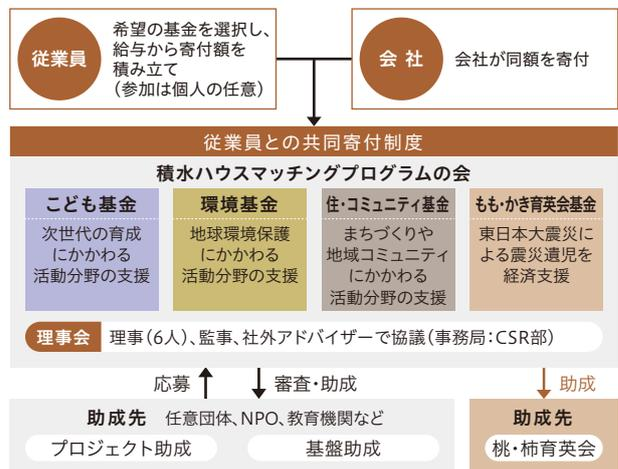 従業員
希望の基金を選択し、
給与から寄付額を
積み立て
（参加は個人の任意）
会 社
会社が同額を寄付
従業員との共同寄付制度
積水ハウスマッチングプログラムの会
こども基金
次世代の育成
にかかわる
活動分野の支援
環境基金
地球環境保護
にかかわる
活動分野の支援
住・コミュニティ基金
まちづくりや
地域コミュニティ
にかかわる
活動分野の支援
もも・かき育英会基金
東日本大震災に
よる震災遺児を
経済支援
理事会 理事（6人）、監事、社外アドバイザーで協議（事務局：CSR部）
応募
審査・助成
助成
助成先 任意団体、NPO、教育機関など
プロジェクト助成
基盤助成
助成先
桃・柿育英会